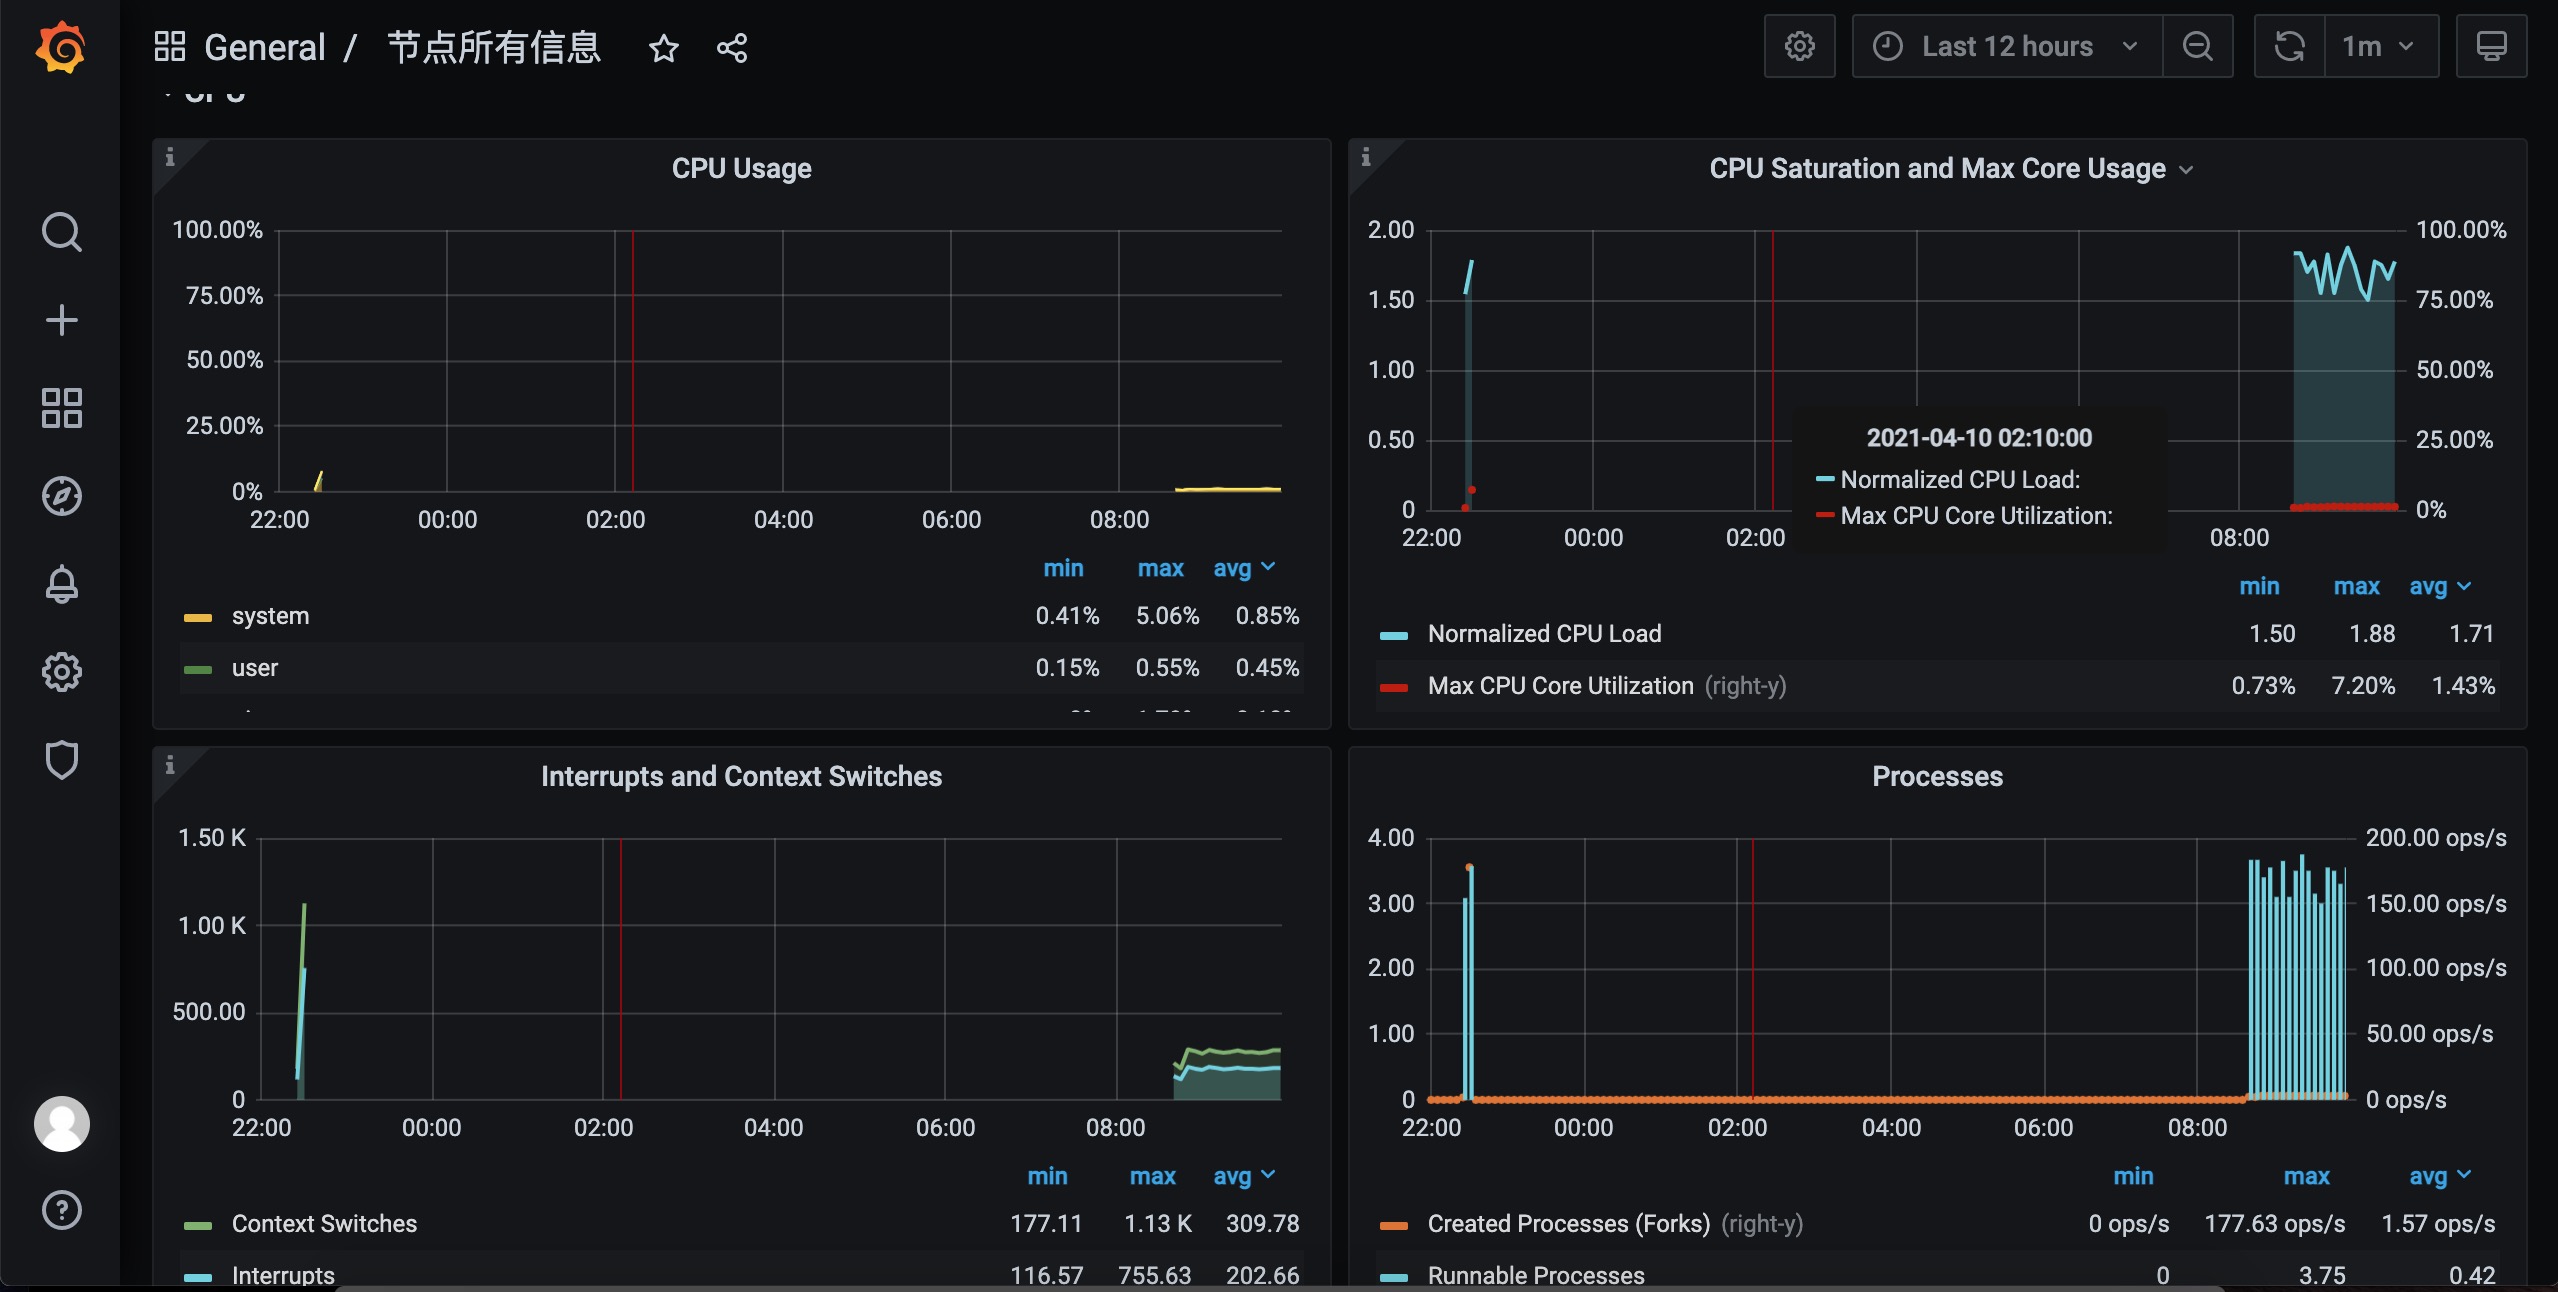 General / 节点所有信息
Last 12 hours
1m
CPU Usage
100.00%
75.00%
50.00%
25.00%
0%
22:00 00:00 02:00 04:00 06:00 08:00
min max avg
system 0.41% 5.06% 0.85%
user 0.15% 0.55% 0.45%
CPU Saturation and Max Core Usage
2.00 100.00%
1.50 75.00%
1.00 50.00%
0.50 25.00%
0 0%
2021-04-10 02:10:00
Normalized CPU Load:
Max CPU Core Utilization:
22:00 00:00 02:00 08:00
min max avg
Normalized CPU Load 1.50 1.88 1.71
Max CPU Core Utilization (right-y) 0.73% 7.20% 1.43%
Interrupts and Context Switches
1.50 K
1.00 K
500.00
0
22:00 00:00 02:00 04:00 06:00 08:00
min max avg
Context Switches 177.11 1.13 K 309.78
Interrupts 116.57 755.63 202.66
Processes
4.00 200.00 ops/s
3.00 150.00 ops/s
2.00 100.00 ops/s
1.00 50.00 ops/s
0 0 ops/s
22:00 00:00 02:00 04:00 06:00 08:00
min max avg
Created Processes (Forks) (right-y) 0 ops/s 177.63 ops/s 1.57 ops/s
Runnable Processes 0 3.75 0.42